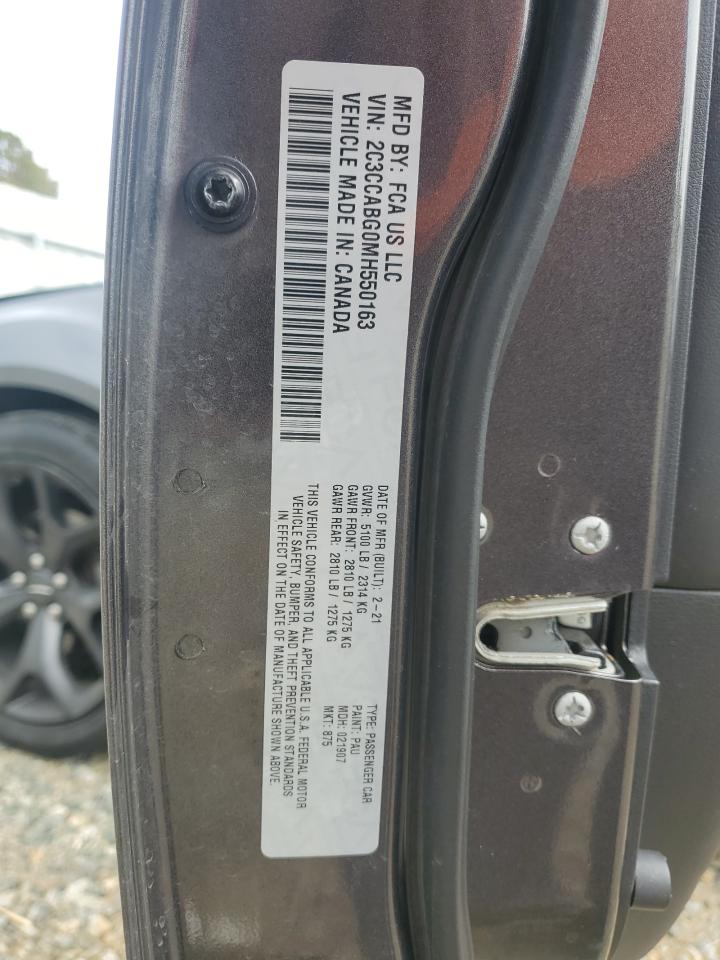 MFD BY: FCA US LLC
VIN: 2C3CCABG0MH550163
VEHICLE MADE IN: CANADA
DATE OF MFR (BUILT): 2-21
GVWR: 5100 LB / 2314 KG
GAWR FRONT: 2810 LB / 1275 KG
GAWR REAR: 2810 LB / 1275 KG
TYPE: PASSENGER CAR
PAINT: PAU
MDH: 021907
MKT: 875
THIS VEHICLE CONFORMS TO ALL APPLICABLE U.S.A. FEDERAL MOTOR
VEHICLE SAFETY, BUMPER, AND THEFT PREVENTION STANDARDS
IN EFFECT ON THE DATE OF MANUFACTURE SHOWN ABOVE.